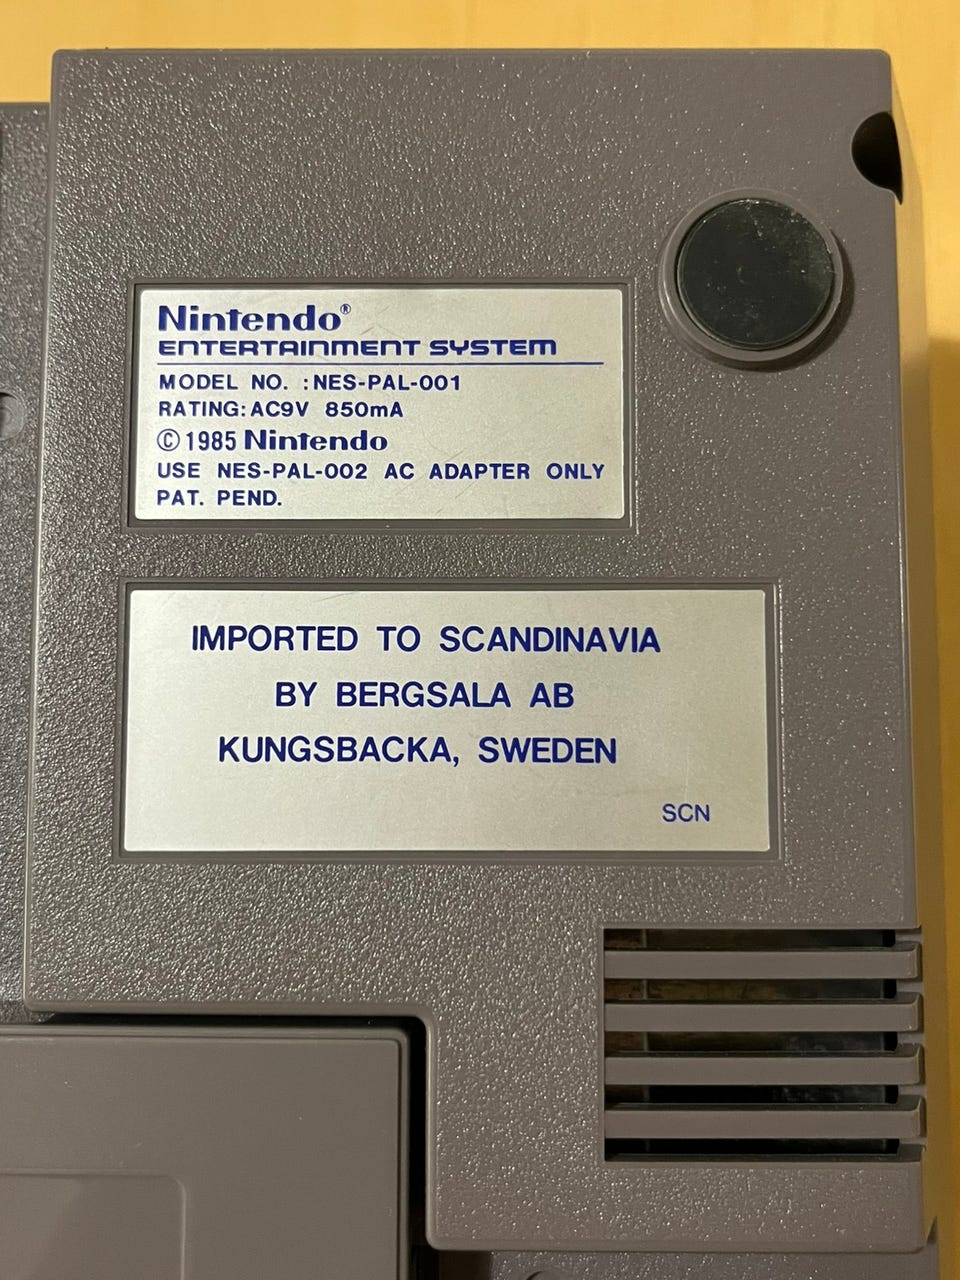 Nintendo®
ENTERTAINMENT SYSTEM
MODEL NO. :NES-PAL-001
RATING:AC9V 850mA
©1985 Nintendo
USE NES-PAL-002 AC ADAPTER ONLY
PAT. PEND.
IMPORTED TO SCANDINAVIA
BY BERGSALA AB
KUNGSBACKA, SWEDEN
SCN